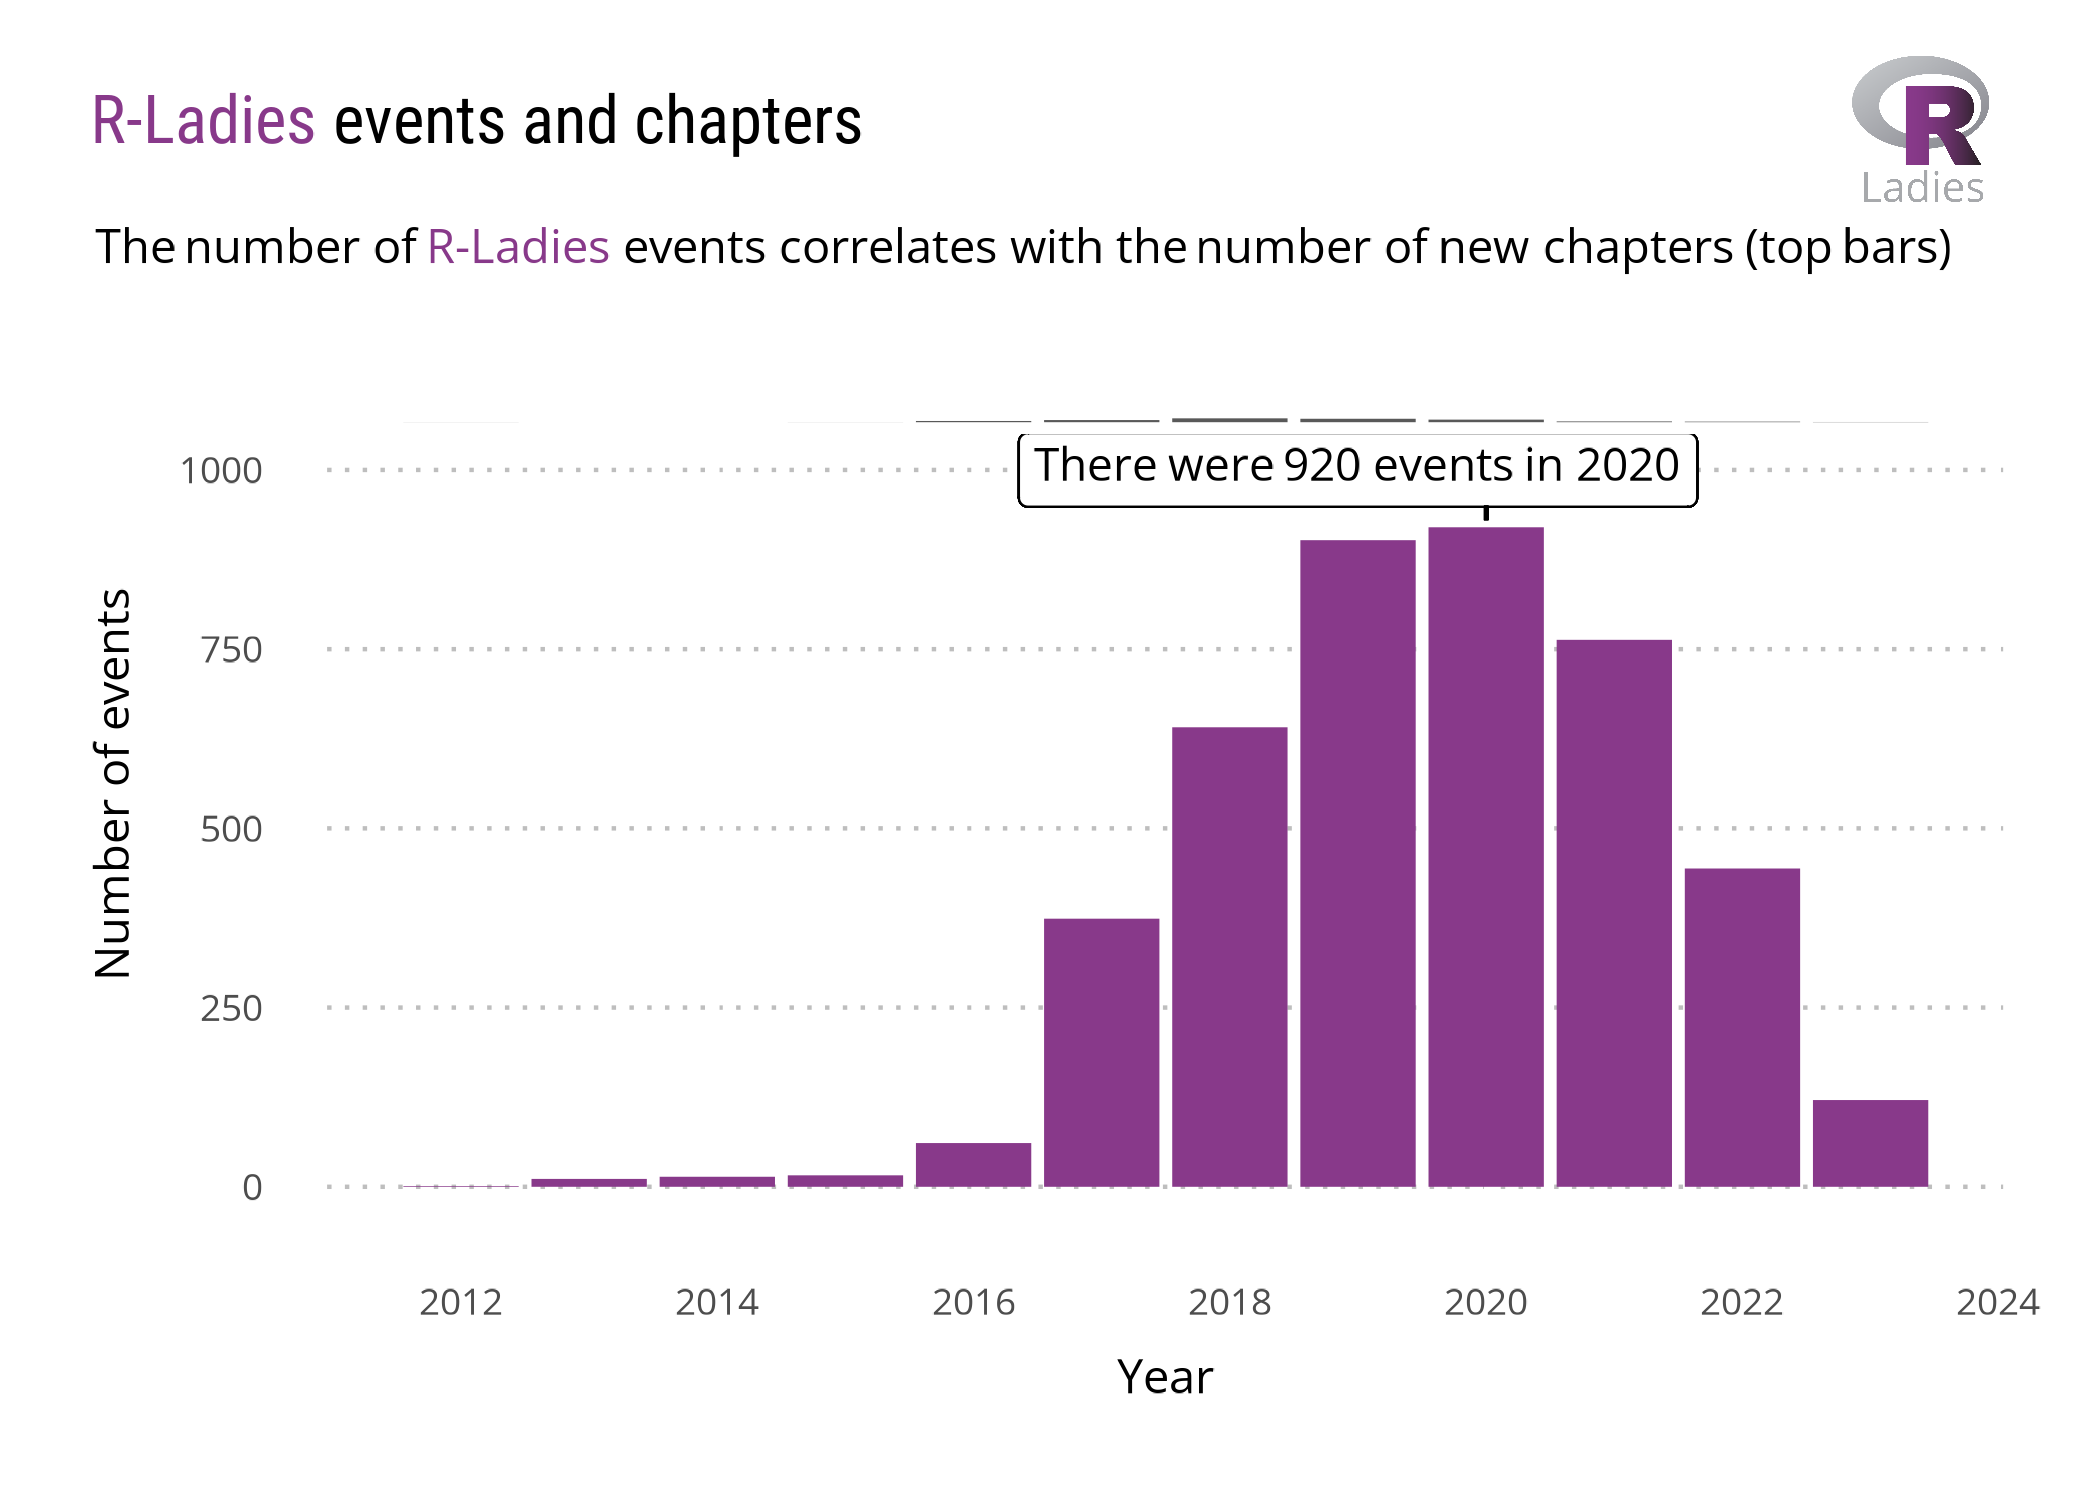 R-Ladies events and chapters
R
Ladies
The number of R-Ladies events correlates with the number of new chapters (top bars)
There were 920 events in 2020
1000
750
500
250
0
Number of events
2012 2014 2016 2018 2020 2022 2024
Year